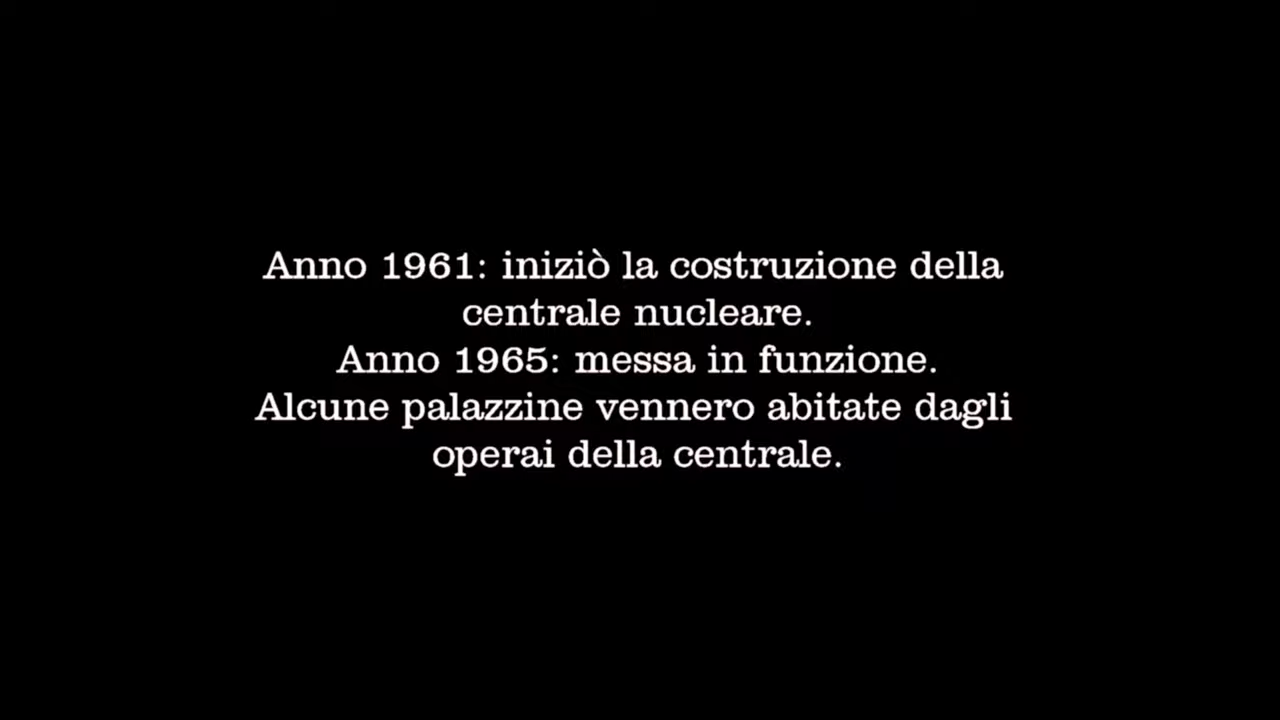 Anno 1961: iniziò la costruzione della
centrale nucleare.
Anno 1965: messa in funzione.
Alcune palazzine vennero abitate dagli
operai della centrale.